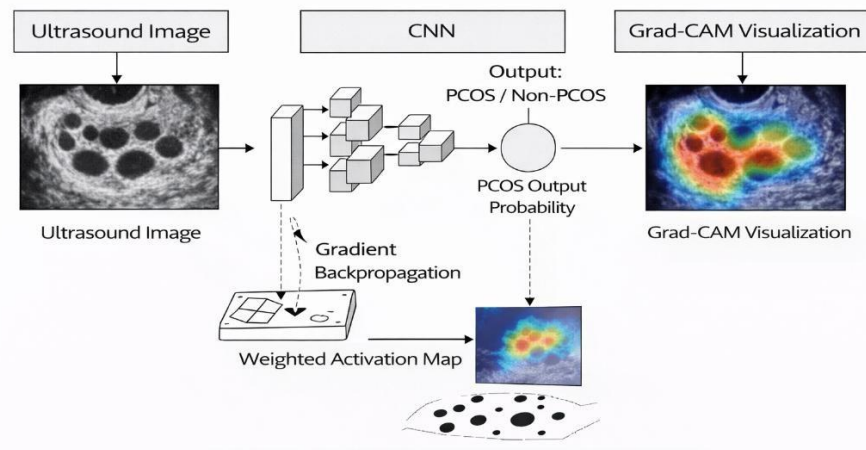 Ultrasound Image
CNN
Grad-CAM Visualization
Output:
PCOS / Non-PCOS
PCOS Output
Probability
Ultrasound Image
Grad-CAM Visualization
Gradient
Backpropagation
Weighted Activation Map